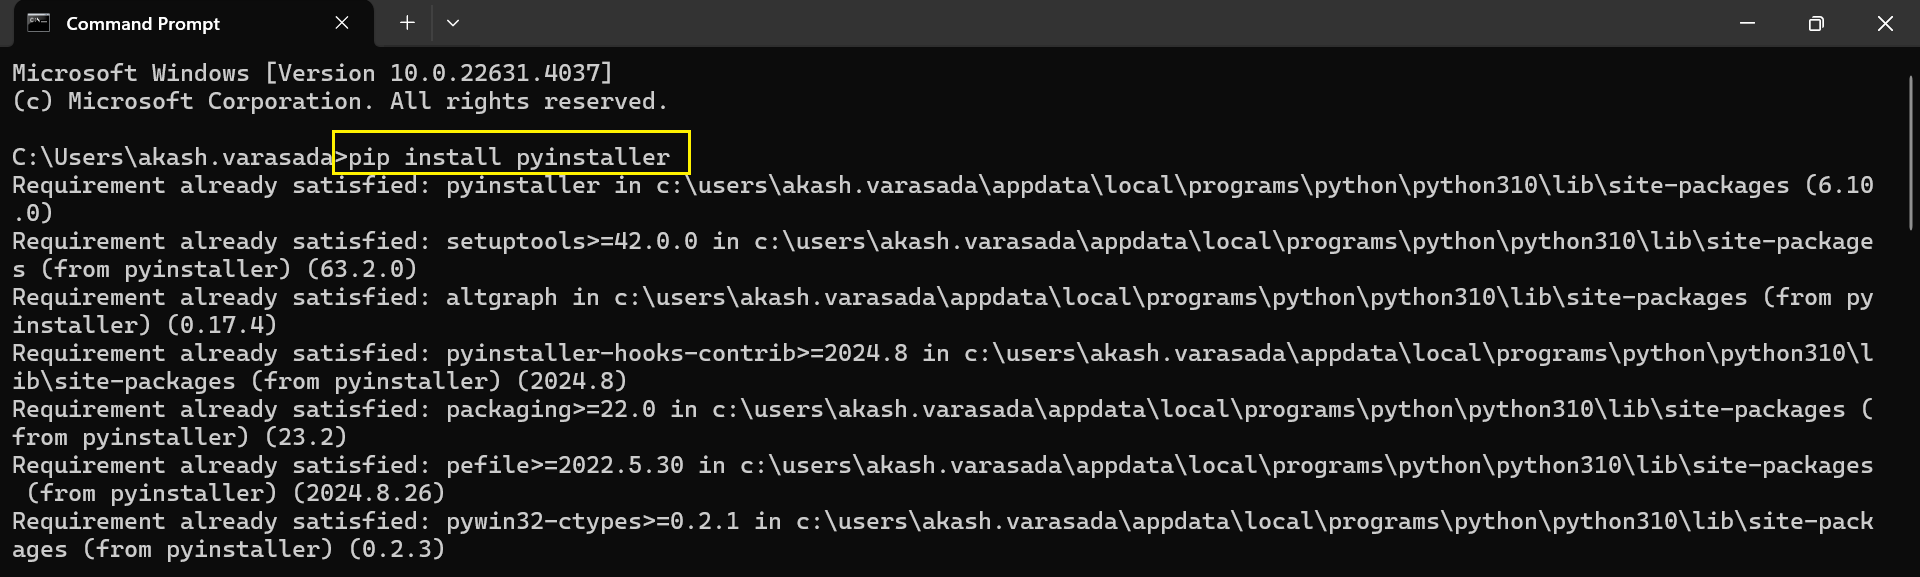 Command Prompt
Microsoft Windows [Version 10.0.22631.4037]
(c) Microsoft Corporation. All rights reserved.
C:\Users\akash.varasada>pip install pyinstaller
Requirement already satisfied: pyinstaller in c:\users\akash.varasada\appdata\local\programs\python\python310\lib\site-packages (6.10
.0)
Requirement already satisfied: setuptools>=42.0.0 in c:\users\akash.varasada\appdata\local\programs\python\python310\lib\site-package
s (from pyinstaller) (63.2.0)
Requirement already satisfied: altgraph in c:\users\akash.varasada\appdata\local\programs\python\python310\lib\site-packages (from py
installer) (0.17.4)
Requirement already satisfied: pyinstaller-hooks-contrib>=2024.8 in c:\users\akash.varasada\appdata\local\programs\python\python310\l
ib\site-packages (from pyinstaller) (2024.8)
Requirement already satisfied: packaging>=22.0 in c:\users\akash.varasada\appdata\local\programs\python\python310\lib\site-packages (
from pyinstaller) (23.2)
Requirement already satisfied: pefile>=2022.5.30 in c:\users\akash.varasada\appdata\local\programs\python\python310\lib\site-packages
 (from pyinstaller) (2024.8.26)
Requirement already satisfied: pywin32-ctypes>=0.2.1 in c:\users\akash.varasada\appdata\local\programs\python\python310\lib\site-pack
ages (from pyinstaller) (0.2.3)